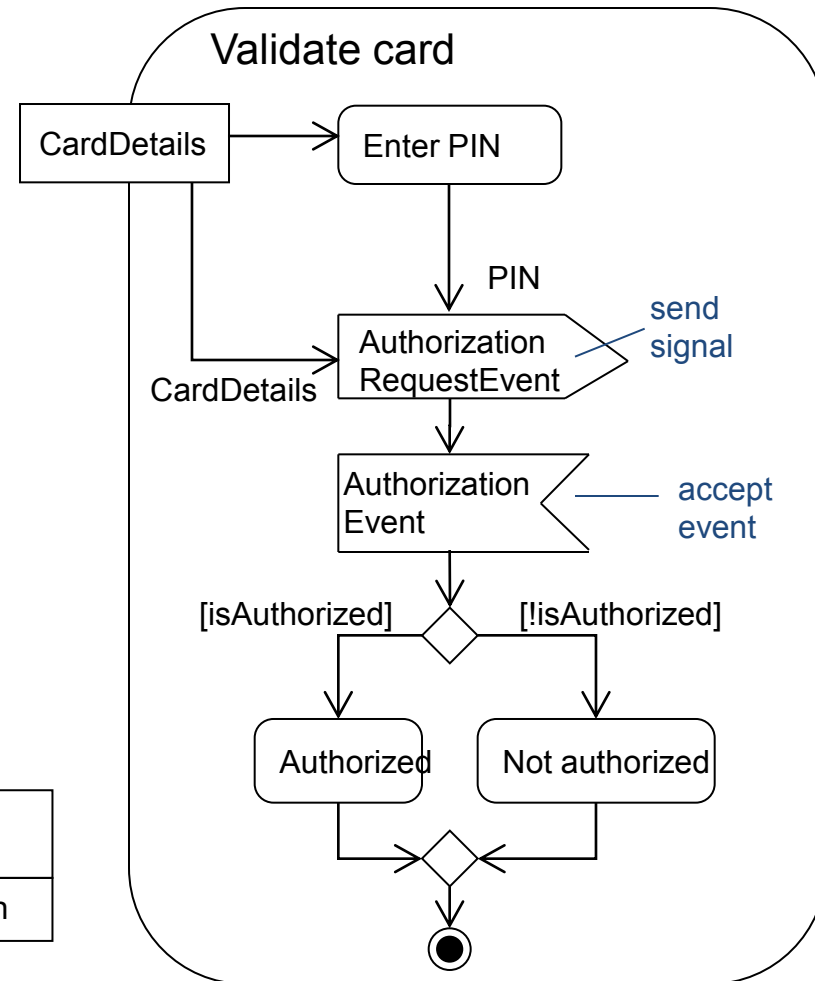 Validate card
CardDetails
Enter PIN
PIN
send
signal
Authorization
RequestEvent
CardDetails
Authorization
Event
accept
event
[isAuthorized]
[!isAuthorized]
Authorized
Not authorized